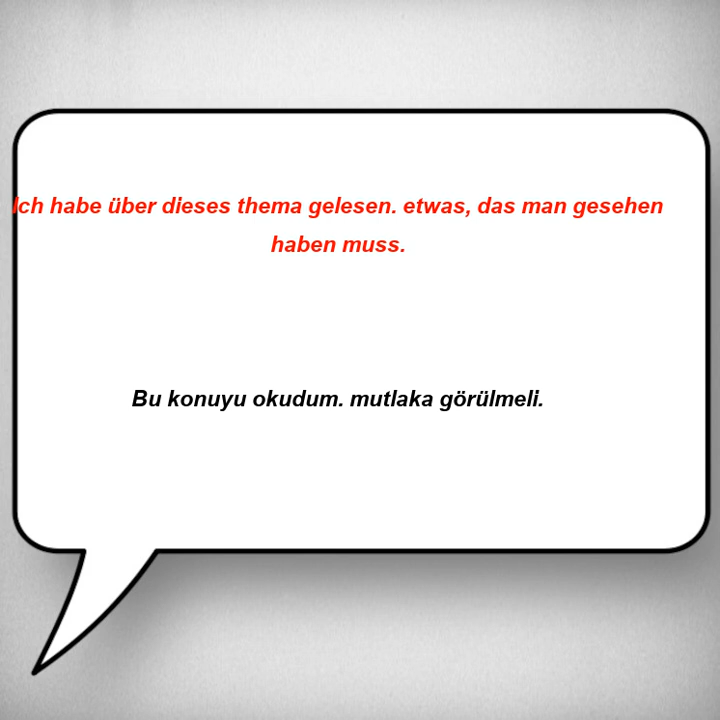 Ich habe über dieses thema gelesen. etwas, das man gesehen
haben muss.
Bu konuyu okudum. mutlaka görülmeli.